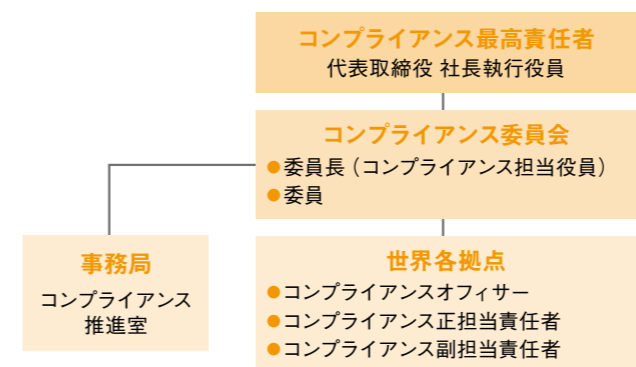 コンプライアンス最高責任者
代表取締役 社長執行役員
コンプライアンス委員会
●委員長（コンプライアンス担当役員）
●委員
事務局
コンプライアンス
推進室
世界各拠点
●コンプライアンスオフィサー
●コンプライアンス正担当責任者
●コンプライアンス副担当責任者